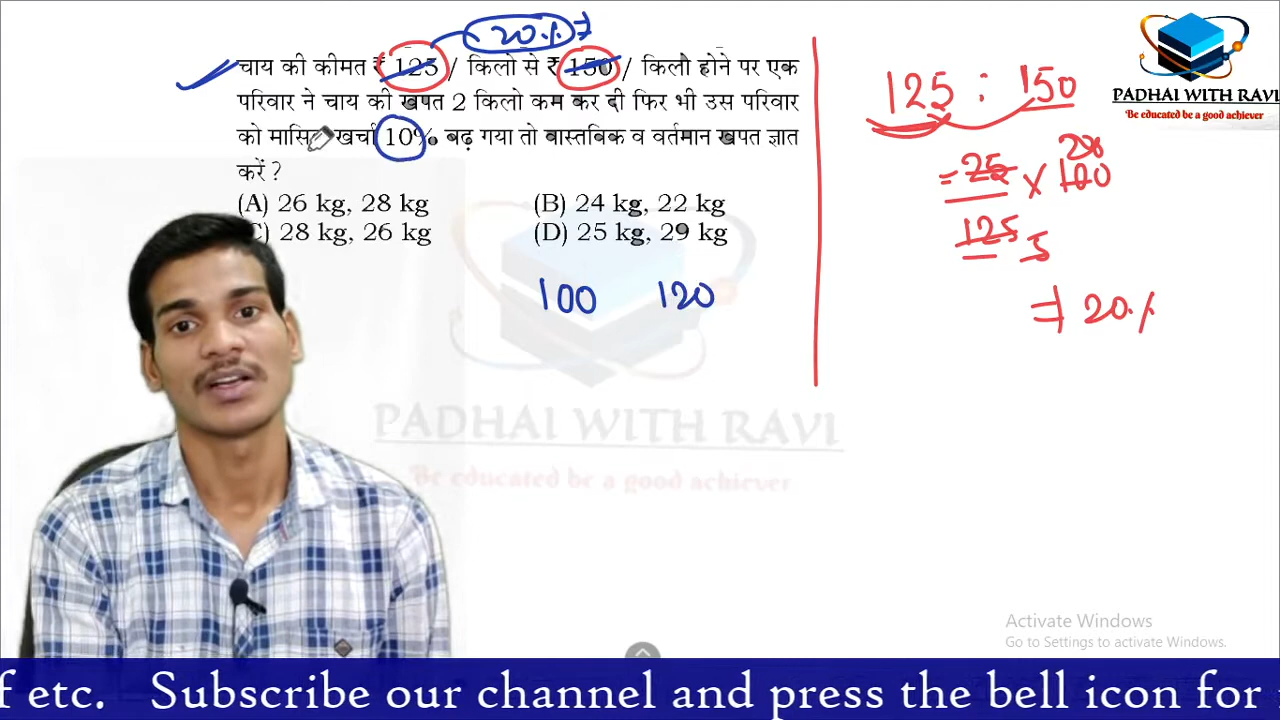 20% ⇒
चाय की कीमत ₹ 125 / किलो से ₹ 150 / किलो होने पर एक
परिवार ने चाय की खपत 2 किलो कम कर दी फिर भी उस परिवार
को खर्चा 10% बढ़ गया तो वास्तविक व वर्तमान खपत ज्ञात
करें ?
(A) 26 kg, 28 kg
(B) 24 kg, 22 kg
) 28 kg, 26 kg
(D) 25 kg, 29 kg
100 120
125 : 150
= 25 × 100 20
125 5
⇒ 20%
PADHAI WITH RAVI
Be educated be a good achiever
PADHAI WITH RAVI
Be educated be a good achiever
Activate Windows
Go to Settings to activate Windows.
f etc. Subscribe our channel and press the bell icon for